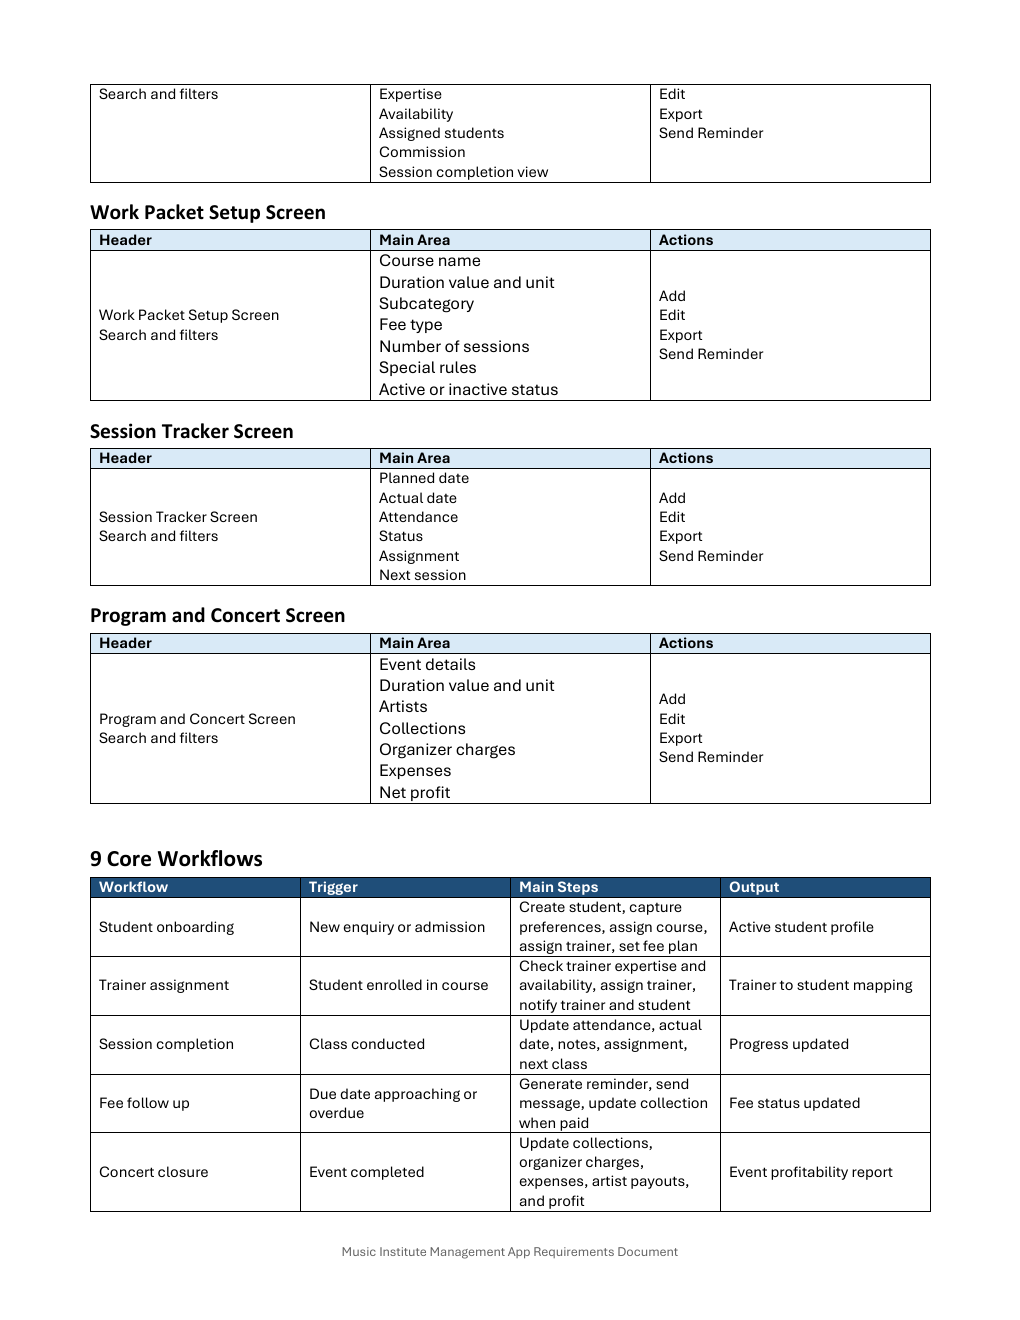 Search and filters
Expertise
Availability
Assigned students
Commission
Session completion view
Edit
Export
Send Reminder
Work Packet Setup Screen
Header
Main Area
Actions
Work Packet Setup Screen
Search and filters
Course name
Duration value and unit
Subcategory
Fee type
Number of sessions
Special rules
Active or inactive status
Add
Edit
Export
Send Reminder
Session Tracker Screen
Header
Main Area
Actions
Session Tracker Screen
Search and filters
Planned date
Actual date
Attendance
Status
Assignment
Next session
Add
Edit
Export
Send Reminder
Program and Concert Screen
Header
Main Area
Actions
Program and Concert Screen
Search and filters
Event details
Duration value and unit
Artists
Collections
Organizer charges
Expenses
Net profit
Add
Edit
Export
Send Reminder
9 Core Workflows
Workflow
Trigger
Main Steps
Output
Student onboarding
New enquiry or admission
Create student, capture
preferences, assign course,
assign trainer, set fee plan
Active student profile
Trainer assignment
Student enrolled in course
Check trainer expertise and
availability, assign trainer,
notify trainer and student
Trainer to student mapping
Session completion
Class conducted
Update attendance, actual
date, notes, assignment,
next class
Progress updated
Fee follow up
Due date approaching or
overdue
Generate reminder, send
message, update collection
when paid
Fee status updated
Concert closure
Event completed
Update collections,
organizer charges,
expenses, artist payouts,
and profit
Event profitability report
Music Institute Management App Requirements Document